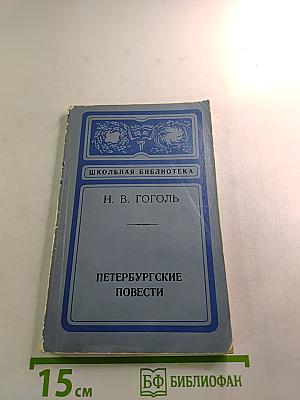 ШКОЛЬНАЯ БИБЛИОТЕКА
Н. В. ГОГОЛЬ
ПЕТЕРБУРГСКИЕ
ПОВЕСТИ
15 см
БФ БИБЛИОФАН